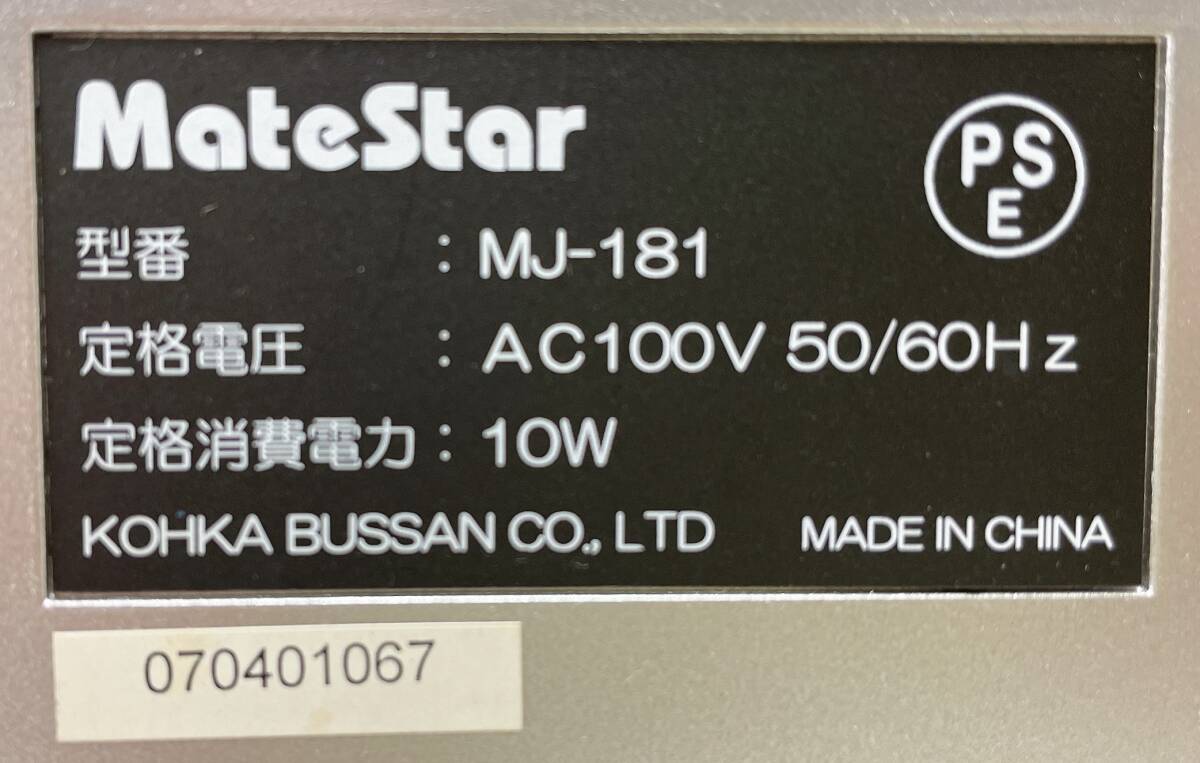 MateStar
PS
E
型番 : MJ-181
定格電圧 : AC100V 50/60Hz
定格消費電力 : 10W
KOHKA BUSSAN CO., LTD MADE IN CHINA
070401067